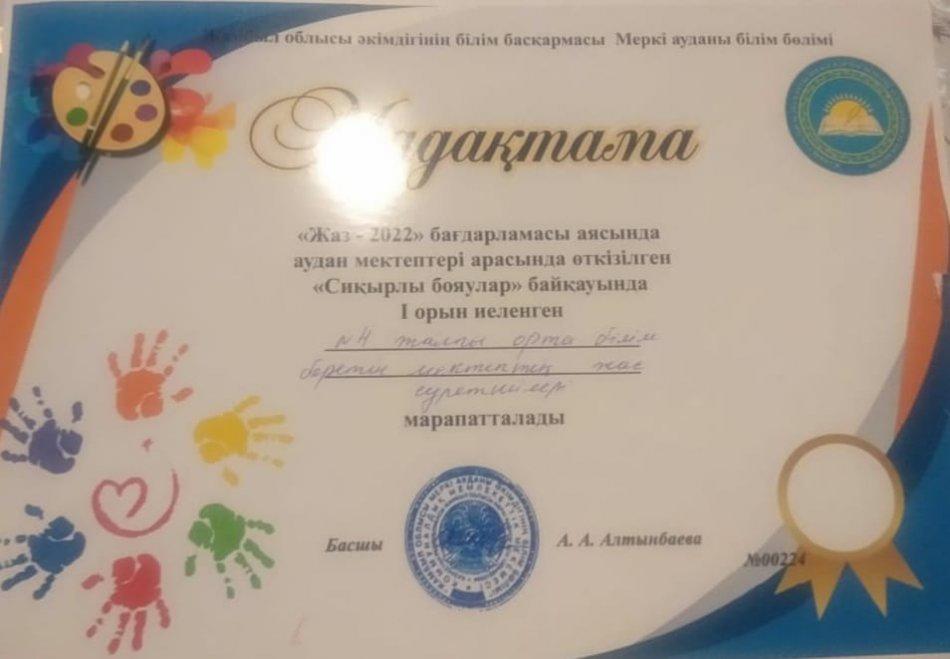 облысы әкімдігінің білім басқармасы Меркі ауданы білім бөлімі
«Жаз - 2022» бағдарламасы аясында
аудан мектептері арасында өткізілген
«Сиқырлы бояулар» байқауында
I орын иеленген
№4 жалпы орта білім
беретін мектептің жас
суретшілері
марапатталады
Басшы
А. А. Алтынбаева
№00224